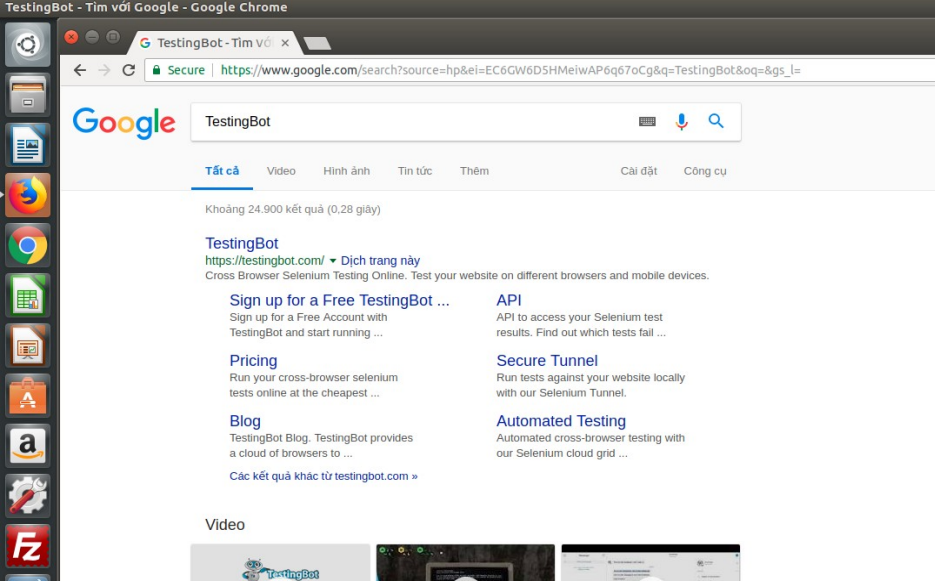 TestingBot - Tìm với Google - Google Chrome
TestingBot - Tìm vớ
Secure
https://www.google.com/search?source=hp&ei=EC6GW6D5HMeiwAP6q67oCg&q=TestingBot&oq=&gs_l=
Google
TestingBot
Tất cả Video Hình ảnh Tin tức Thêm Cài đặt Công cụ
Khoảng 24.900 kết quả (0,28 giây)
TestingBot
https://testingbot.com/ Dịch trang này
Cross Browser Selenium Testing Online. Test your website on different browsers and mobile devices.
Sign up for a Free TestingBot ...
Sign up for a Free Account with
TestingBot and start running ...
API
API to access your Selenium test
results. Find out which tests fail ...
Pricing
Run your cross-browser selenium
tests online at the cheapest ...
Secure Tunnel
Run tests against your website locally
with our Selenium Tunnel.
Blog
TestingBot Blog. TestingBot provides
a cloud of browsers to ...
Automated Testing
Automated cross-browser testing with
our Selenium cloud grid ...
Các kết quả khác từ testingbot.com »
Video
TestingBot